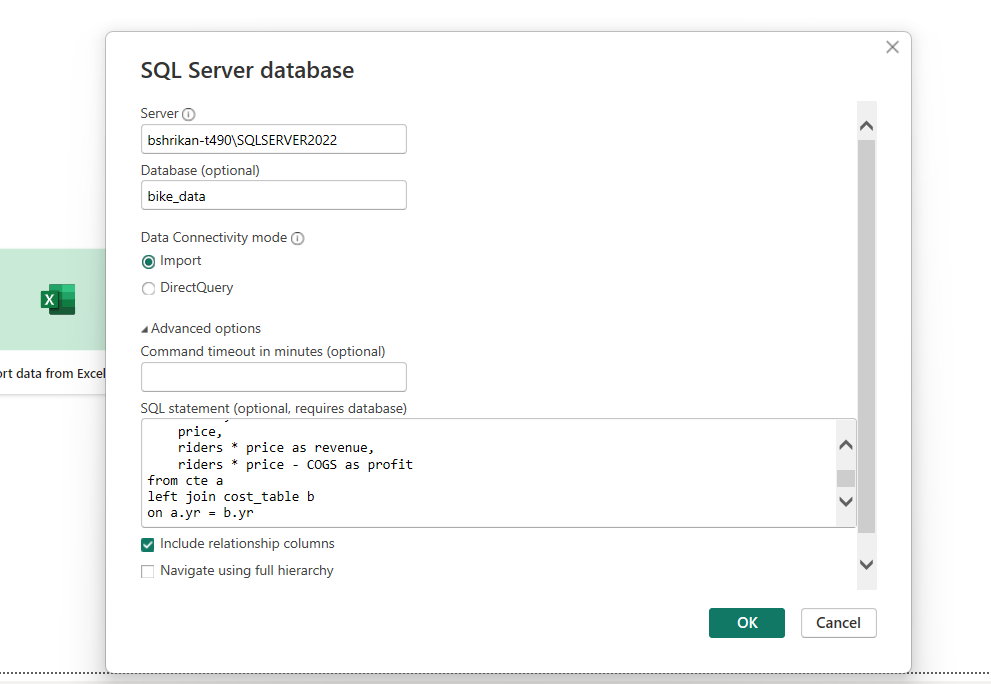 SQL Server database
Server
bshrikan-t490\SQLSERVER2022
Database (optional)
bike_data
Data Connectivity mode
Import
DirectQuery
Advanced options
Command timeout in minutes (optional)
SQL statement (optional, requires database)
price,
riders * price as revenue,
riders * price - COGS as profit
from cte a
left join cost_table b
on a.yr = b.yr
Include relationship columns
Navigate using full hierarchy
OK
Cancel
X
ort data from Excel